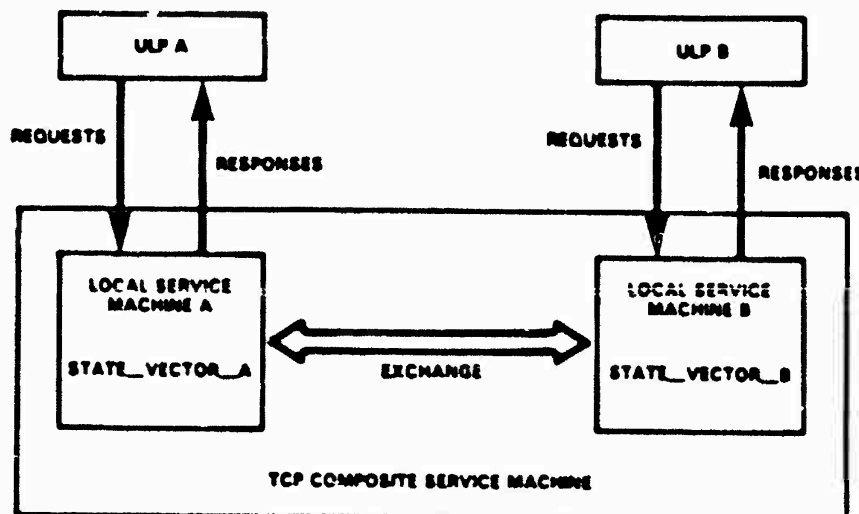 ULP A
ULP B
REQUESTS
RESPONSES
REQUESTS
RESPONSES
LOCAL SERVICE
MACHINE A
STATE_VECTOR_A
LOCAL SERVICE
MACHINE B
STATE_VECTOR_B
EXCHANGE
TCP COMPOSITE SERVICE MACHINE